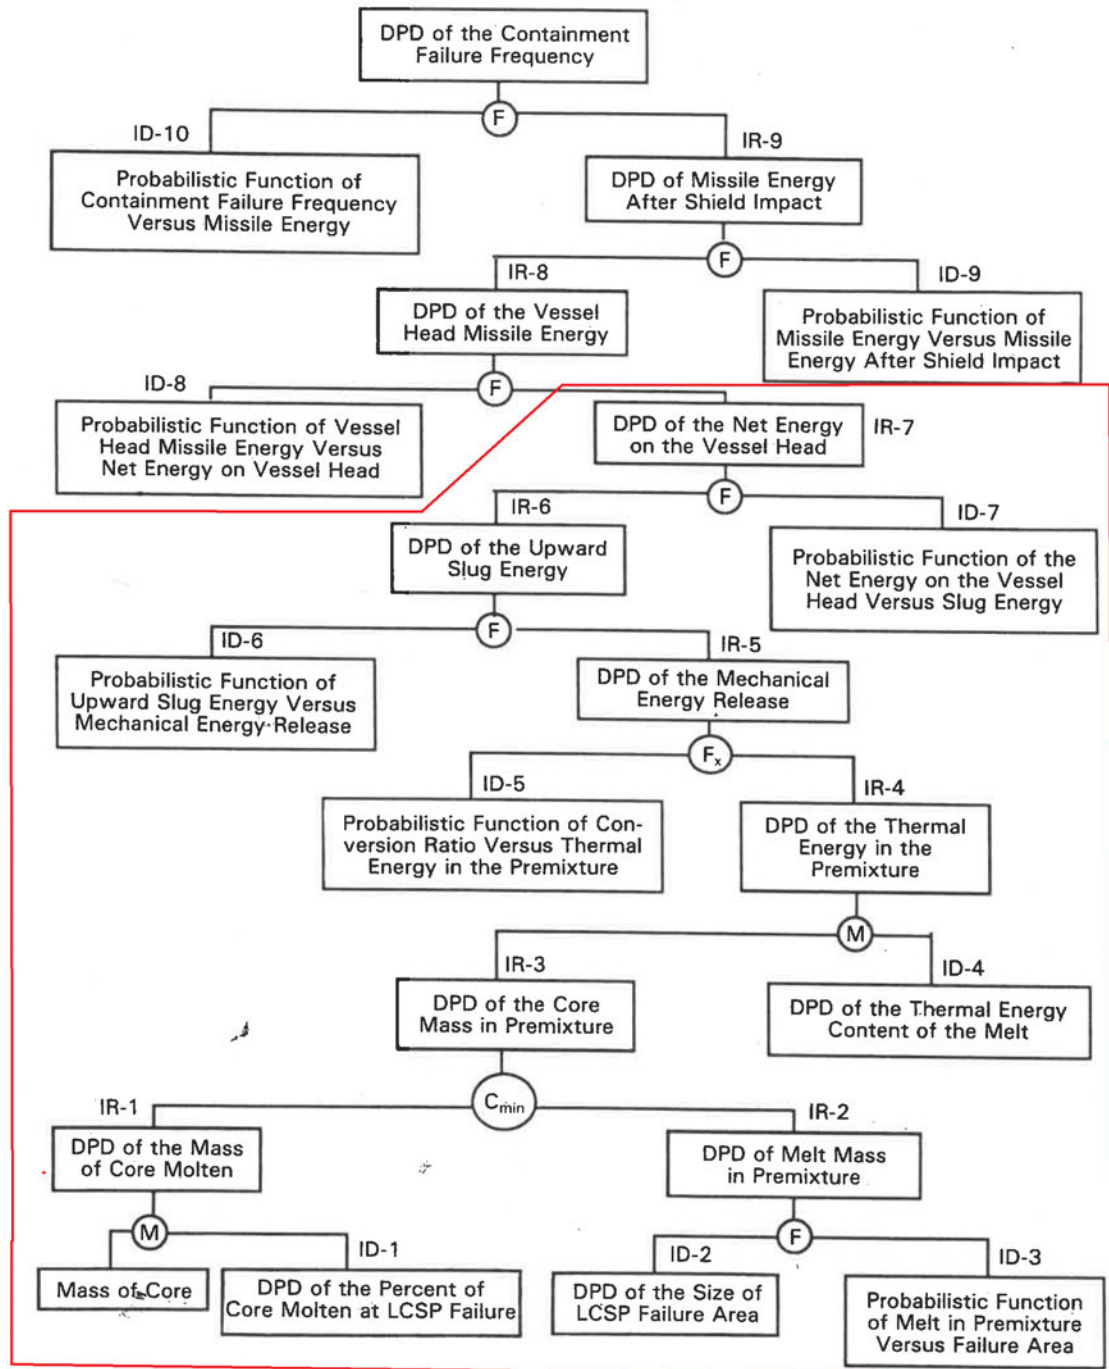 DPD of the Containment
Failure Frequency
F
ID-10
IR-9
Probabilistic Function of
Containment Failure Frequency
Versus Missile Energy
DPD of Missile Energy
After Shield Impact
F
IR-8
ID-9
DPD of the Vessel
Head Missile Energy
Probabilistic Function of
Missile Energy Versus Missile
Energy After Shield Impact
F
ID-8
Probabilistic Function of Vessel
Head Missile Energy Versus
Net Energy on Vessel Head
DPD of the Net Energy
on the Vessel Head
IR-7
F
IR-6
ID-7
DPD of the Upward
Slug Energy
Probabilistic Function of the
Net Energy on the Vessel
Head Versus Slug Energy
F
ID-6
IR-5
Probabilistic Function of
Upward Slug Energy Versus
Mechanical Energy Release
DPD of the Mechanical
Energy Release
Fx
ID-5
IR-4
Probabilistic Function of Con-
version Ratio Versus Thermal
Energy in the Premixture
DPD of the Thermal
Energy in the
Premixture
M
IR-3
ID-4
DPD of the Core
Mass in Premixture
DPD of the Thermal Energy
Content of the Melt
Cmin
IR-1
IR-2
DPD of the Mass
of Core Molten
DPD of Melt Mass
in Premixture
M
F
ID-1
ID-2
ID-3
Mass of Core
DPD of the Percent of
Core Molten at LCSP Failure
DPD of the Size of
LCSP Failure Area
Probabilistic Function
of Melt in Premixture
Versus Failure Area